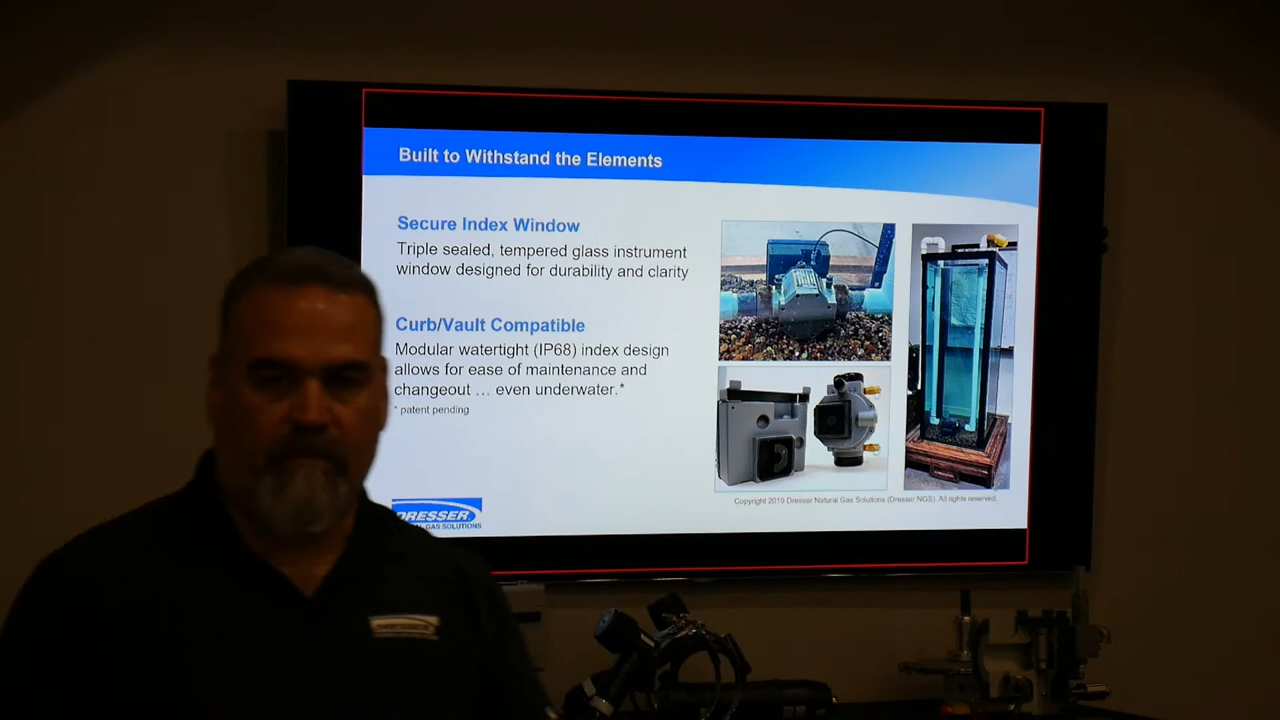 Built to Withstand the Elements
Secure Index Window
Triple sealed, tempered glass instrument
window designed for durability and clarity
Curb/Vault Compatible
Modular watertight (IP68) index design
allows for ease of maintenance and
changeout … even underwater.*
* patent pending
Copyright 2019 Dresser Natural Gas Solutions (Dresser NGS). All rights reserved.
DRESSER
GAS SOLUTIONS
DRESSER